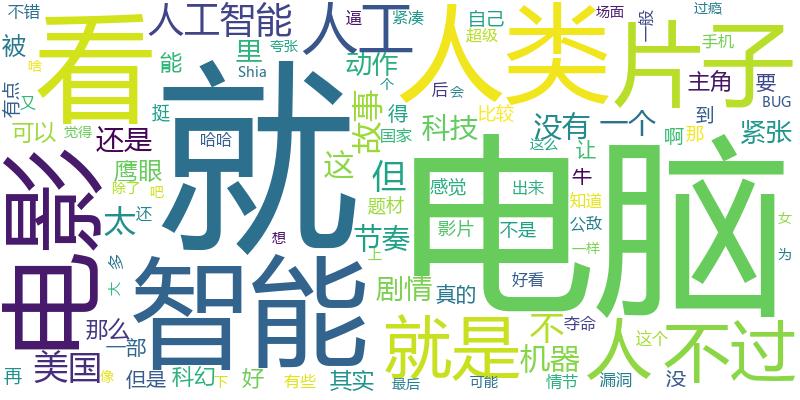 不错
人工智能
人工
逼
紧凑
自己
场面
一般
过瘾
被
看
里
夸张
人类
超级
片子
手机
啥
能
Shia
动作
个
后
会
主角
要
有点
又
挺
故事
得
比较
到
BUG
可以
觉得
还是
哈哈
国家
科技
没有
一个
啊
那
紧张
就
这
这么
让
电影
鹰眼
除了
吧
但
感觉
出来
牛
电脑
太
还
题材
知道
女
想
节奏
影片
不是
公敌
一样
为
大
多
智能
上
剧情
真的
好看
那么
一部
就是
不
夺命
人
这个
不过
美国
机器
再
像
但是
科幻
下
好
有些
其实
最后
可能
情节
漏洞
没